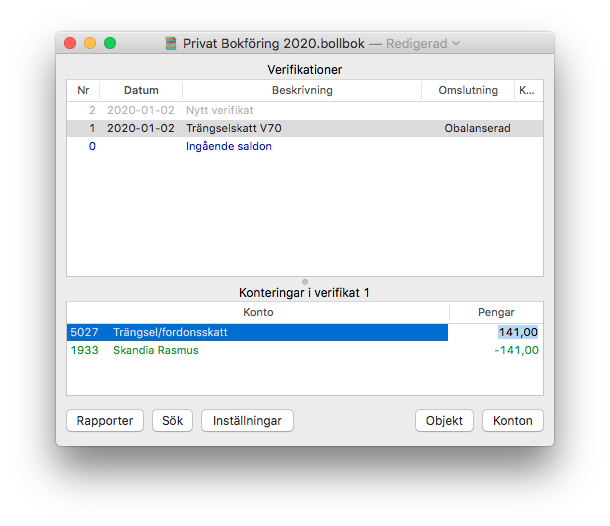 Privat Bokföring 2020.bollbok — Redigerad
Verifikationer
Nr Datum Beskrivning Omslutning K...
2 2020-01-02 Nytt verifikat
1 2020-01-02 Trängselskatt V70 Obalanserad
0 Ingående saldon
Konteringar i verifikat 1
Konto Pengar
5027 Trängsel/fordonsskatt 141,00
1933 Skandia Rasmus -141,00
Rapporter Sök Inställningar Objekt Konton